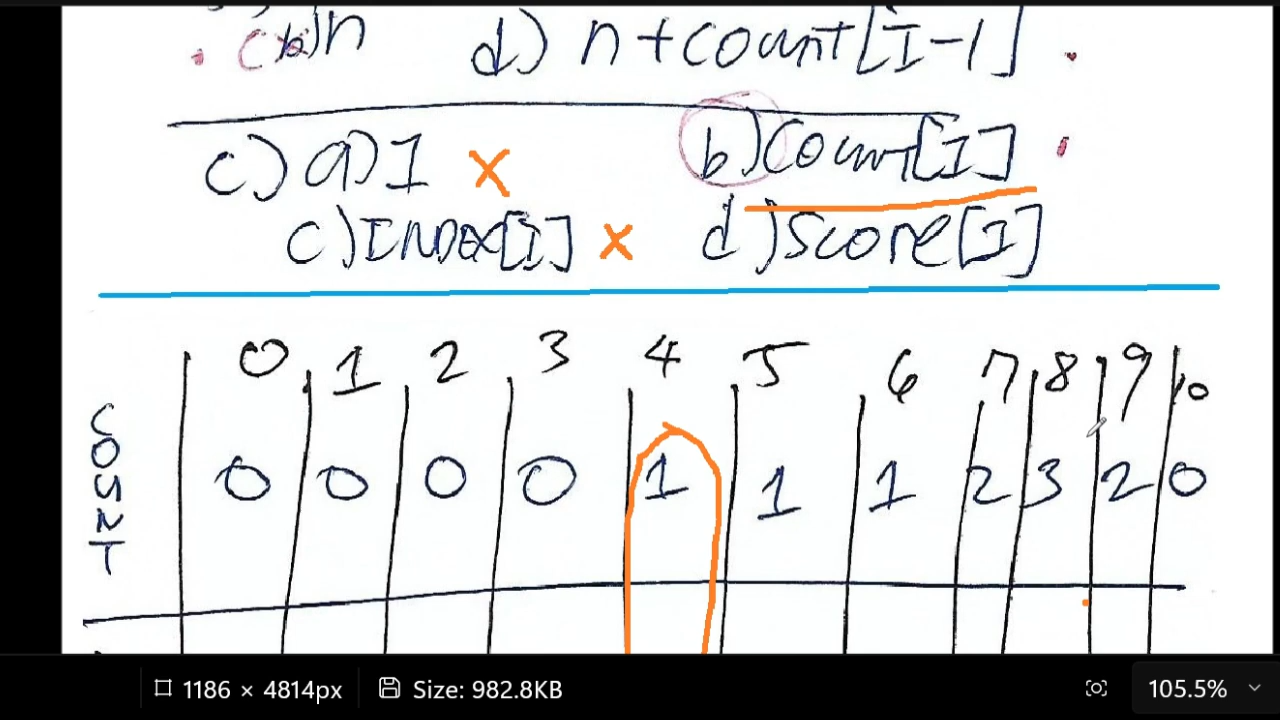 b) n d) n+count[I-1]
c) a) I × b) Count[I]
c) Index[I] × d) Score[I]
0 1 2 3 4 5 6 7 8 9 10
COUNT 0 0 0 0 1 1 1 2 3 2 0
1186 × 4814px Size: 982.8KB 105.5%